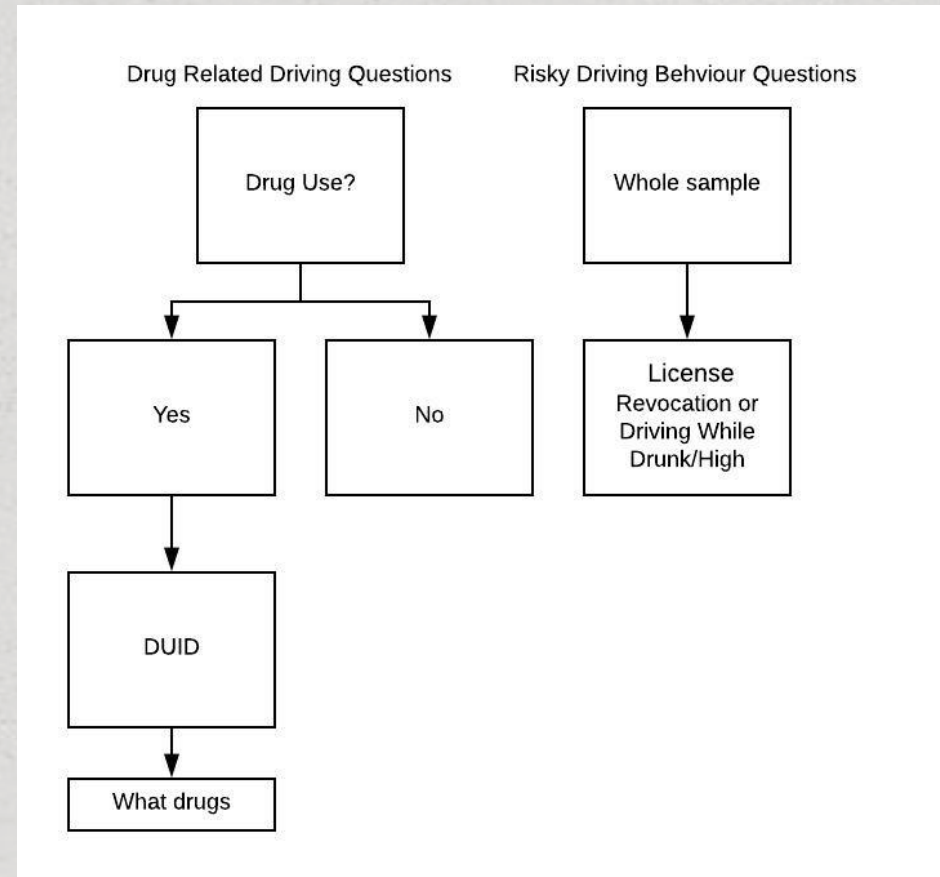 Drug Related Driving Questions
Risky Driving Behviour Questions
Drug Use?
Whole sample
Yes
No
License
Revocation or
Driving While
Drunk/High
DUID
What drugs